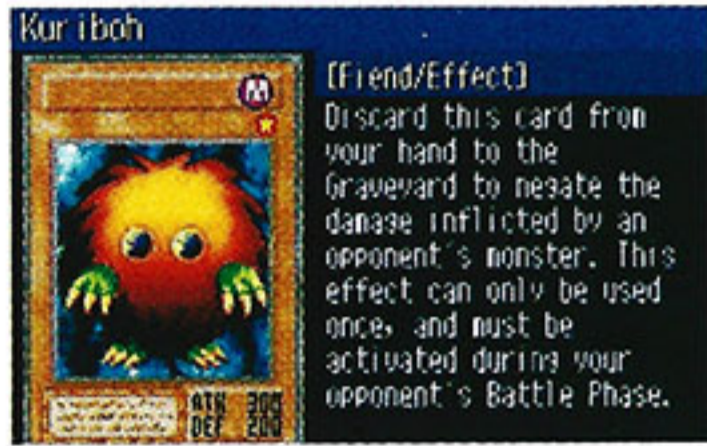 Kuriboh
[Fiend/Effect]
Discard this card from
your hand to the
Graveyard to negate the
damage inflicted by an
opponent's monster. This
effect can only be used
once, and must be
activated during your
opponent's Battle Phase.
ATK 300
DEF 200